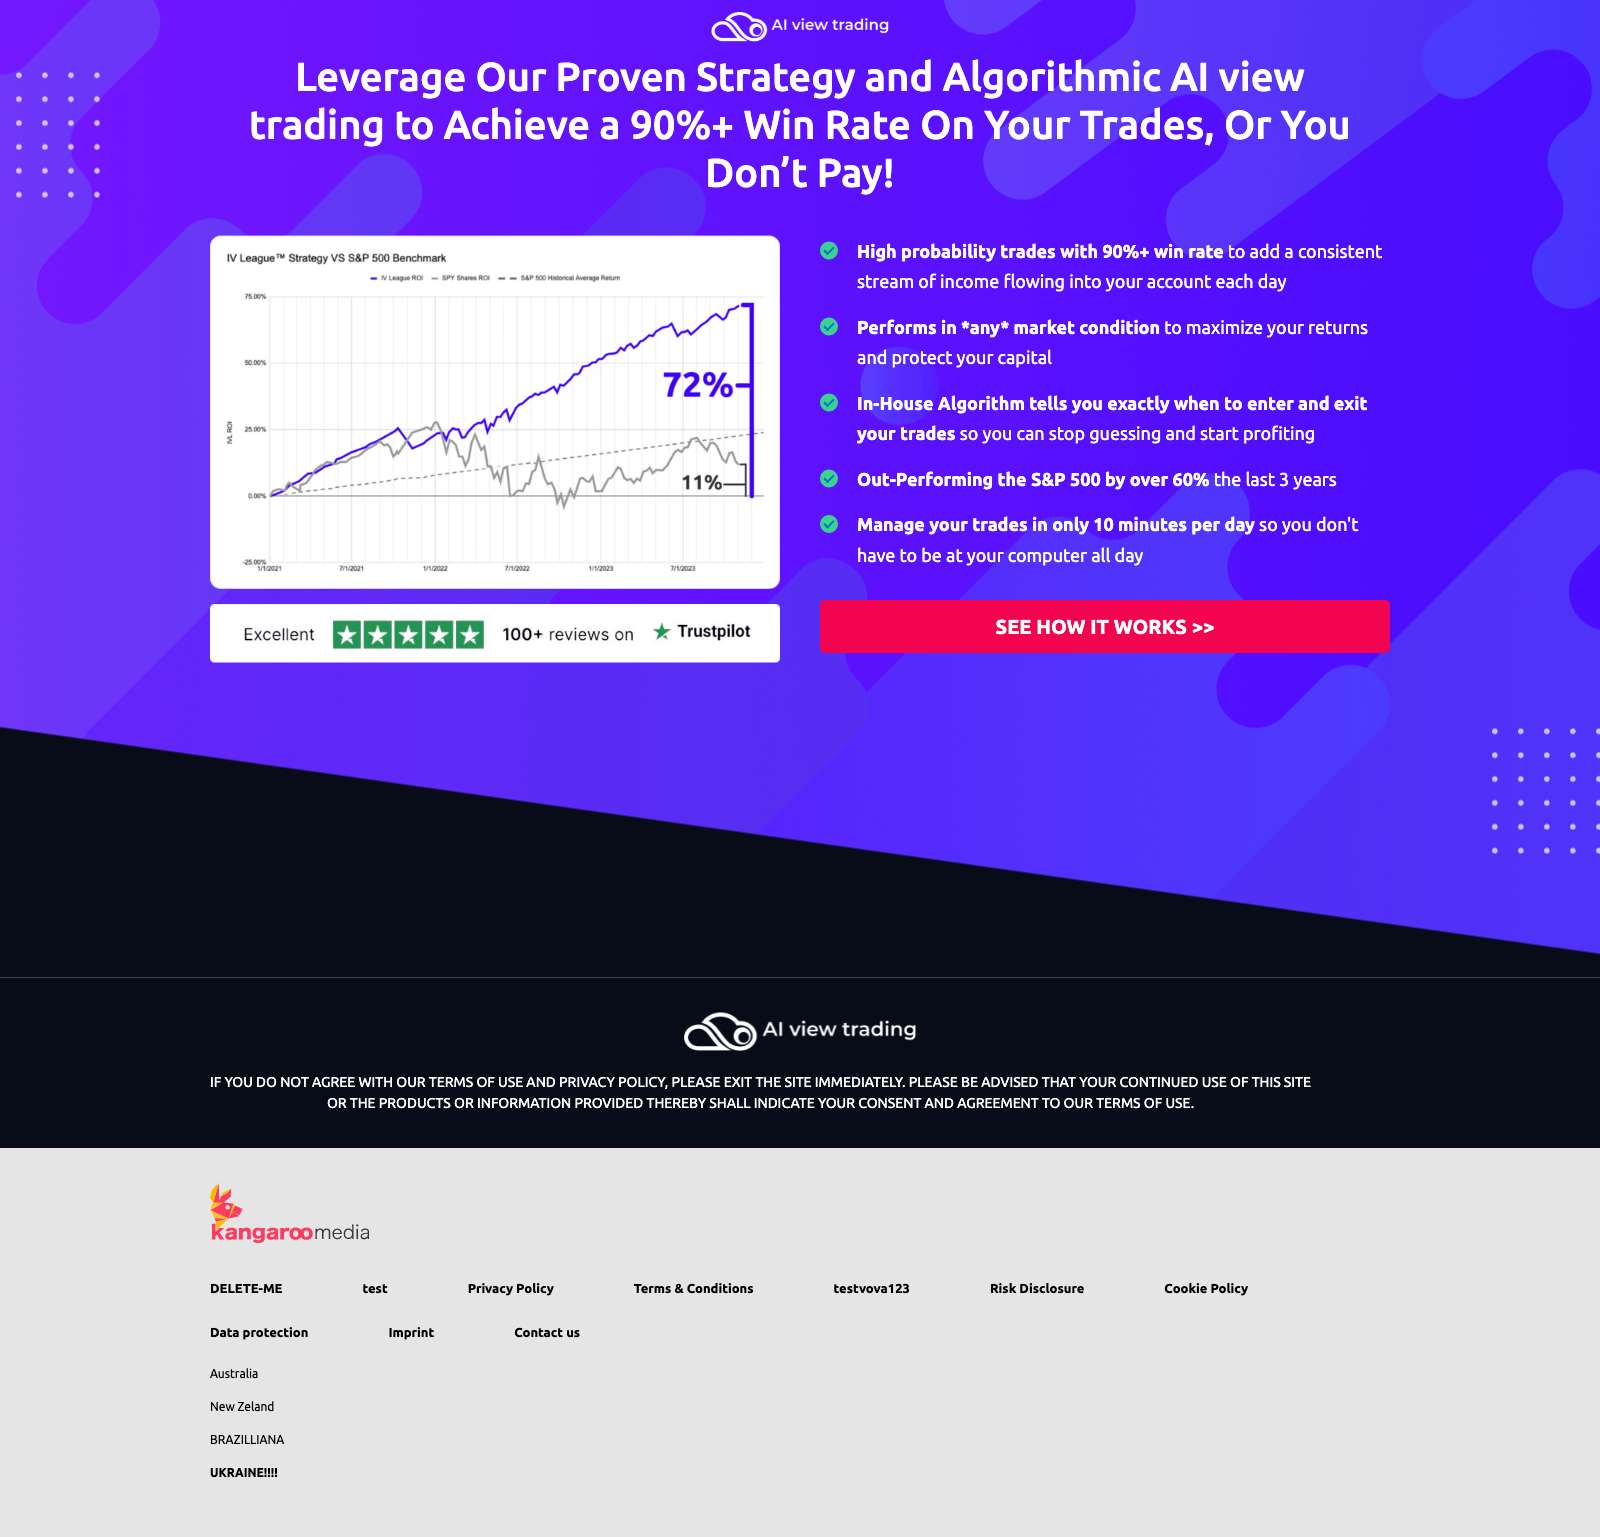 AI view trading
Leverage Our Proven Strategy and Algorithmic AI view
trading to Achieve a 90%+ Win Rate On Your Trades, Or You
Don’t Pay!
IV League™ Strategy VS S&P 500 Benchmark
IV League ROI
SPY Shares ROI
S&P 500 Historical Average Return
75.00%
50.00%
25.00%
0.00%
-25.00%
IVL ROI
72%
11%
1/1/2021
7/1/2021
1/1/2022
7/1/2022
1/1/2023
7/1/2023
Excellent
100+ reviews on
Trustpilot
High probability trades with 90%+ win rate to add a consistent
stream of income flowing into your account each day
Performs in *any* market condition to maximize your returns
and protect your capital
In-House Algorithm tells you exactly when to enter and exit
your trades so you can stop guessing and start profiting
Out-Performing the S&P 500 by over 60% the last 3 years
Manage your trades in only 10 minutes per day so you don't
have to be at your computer all day
SEE HOW IT WORKS >>
AI view trading
IF YOU DO NOT AGREE WITH OUR TERMS OF USE AND PRIVACY POLICY, PLEASE EXIT THE SITE IMMEDIATELY. PLEASE BE ADVISED THAT YOUR CONTINUED USE OF THIS SITE
OR THE PRODUCTS OR INFORMATION PROVIDED THEREBY SHALL INDICATE YOUR CONSENT AND AGREEMENT TO OUR TERMS OF USE.
kangaroomedia
DELETE-ME
test
Privacy Policy
Terms & Conditions
testvova123
Risk Disclosure
Cookie Policy
Data protection
Imprint
Contact us
Australia
New Zeland
BRAZILLIANA
UKRAINE!!!!